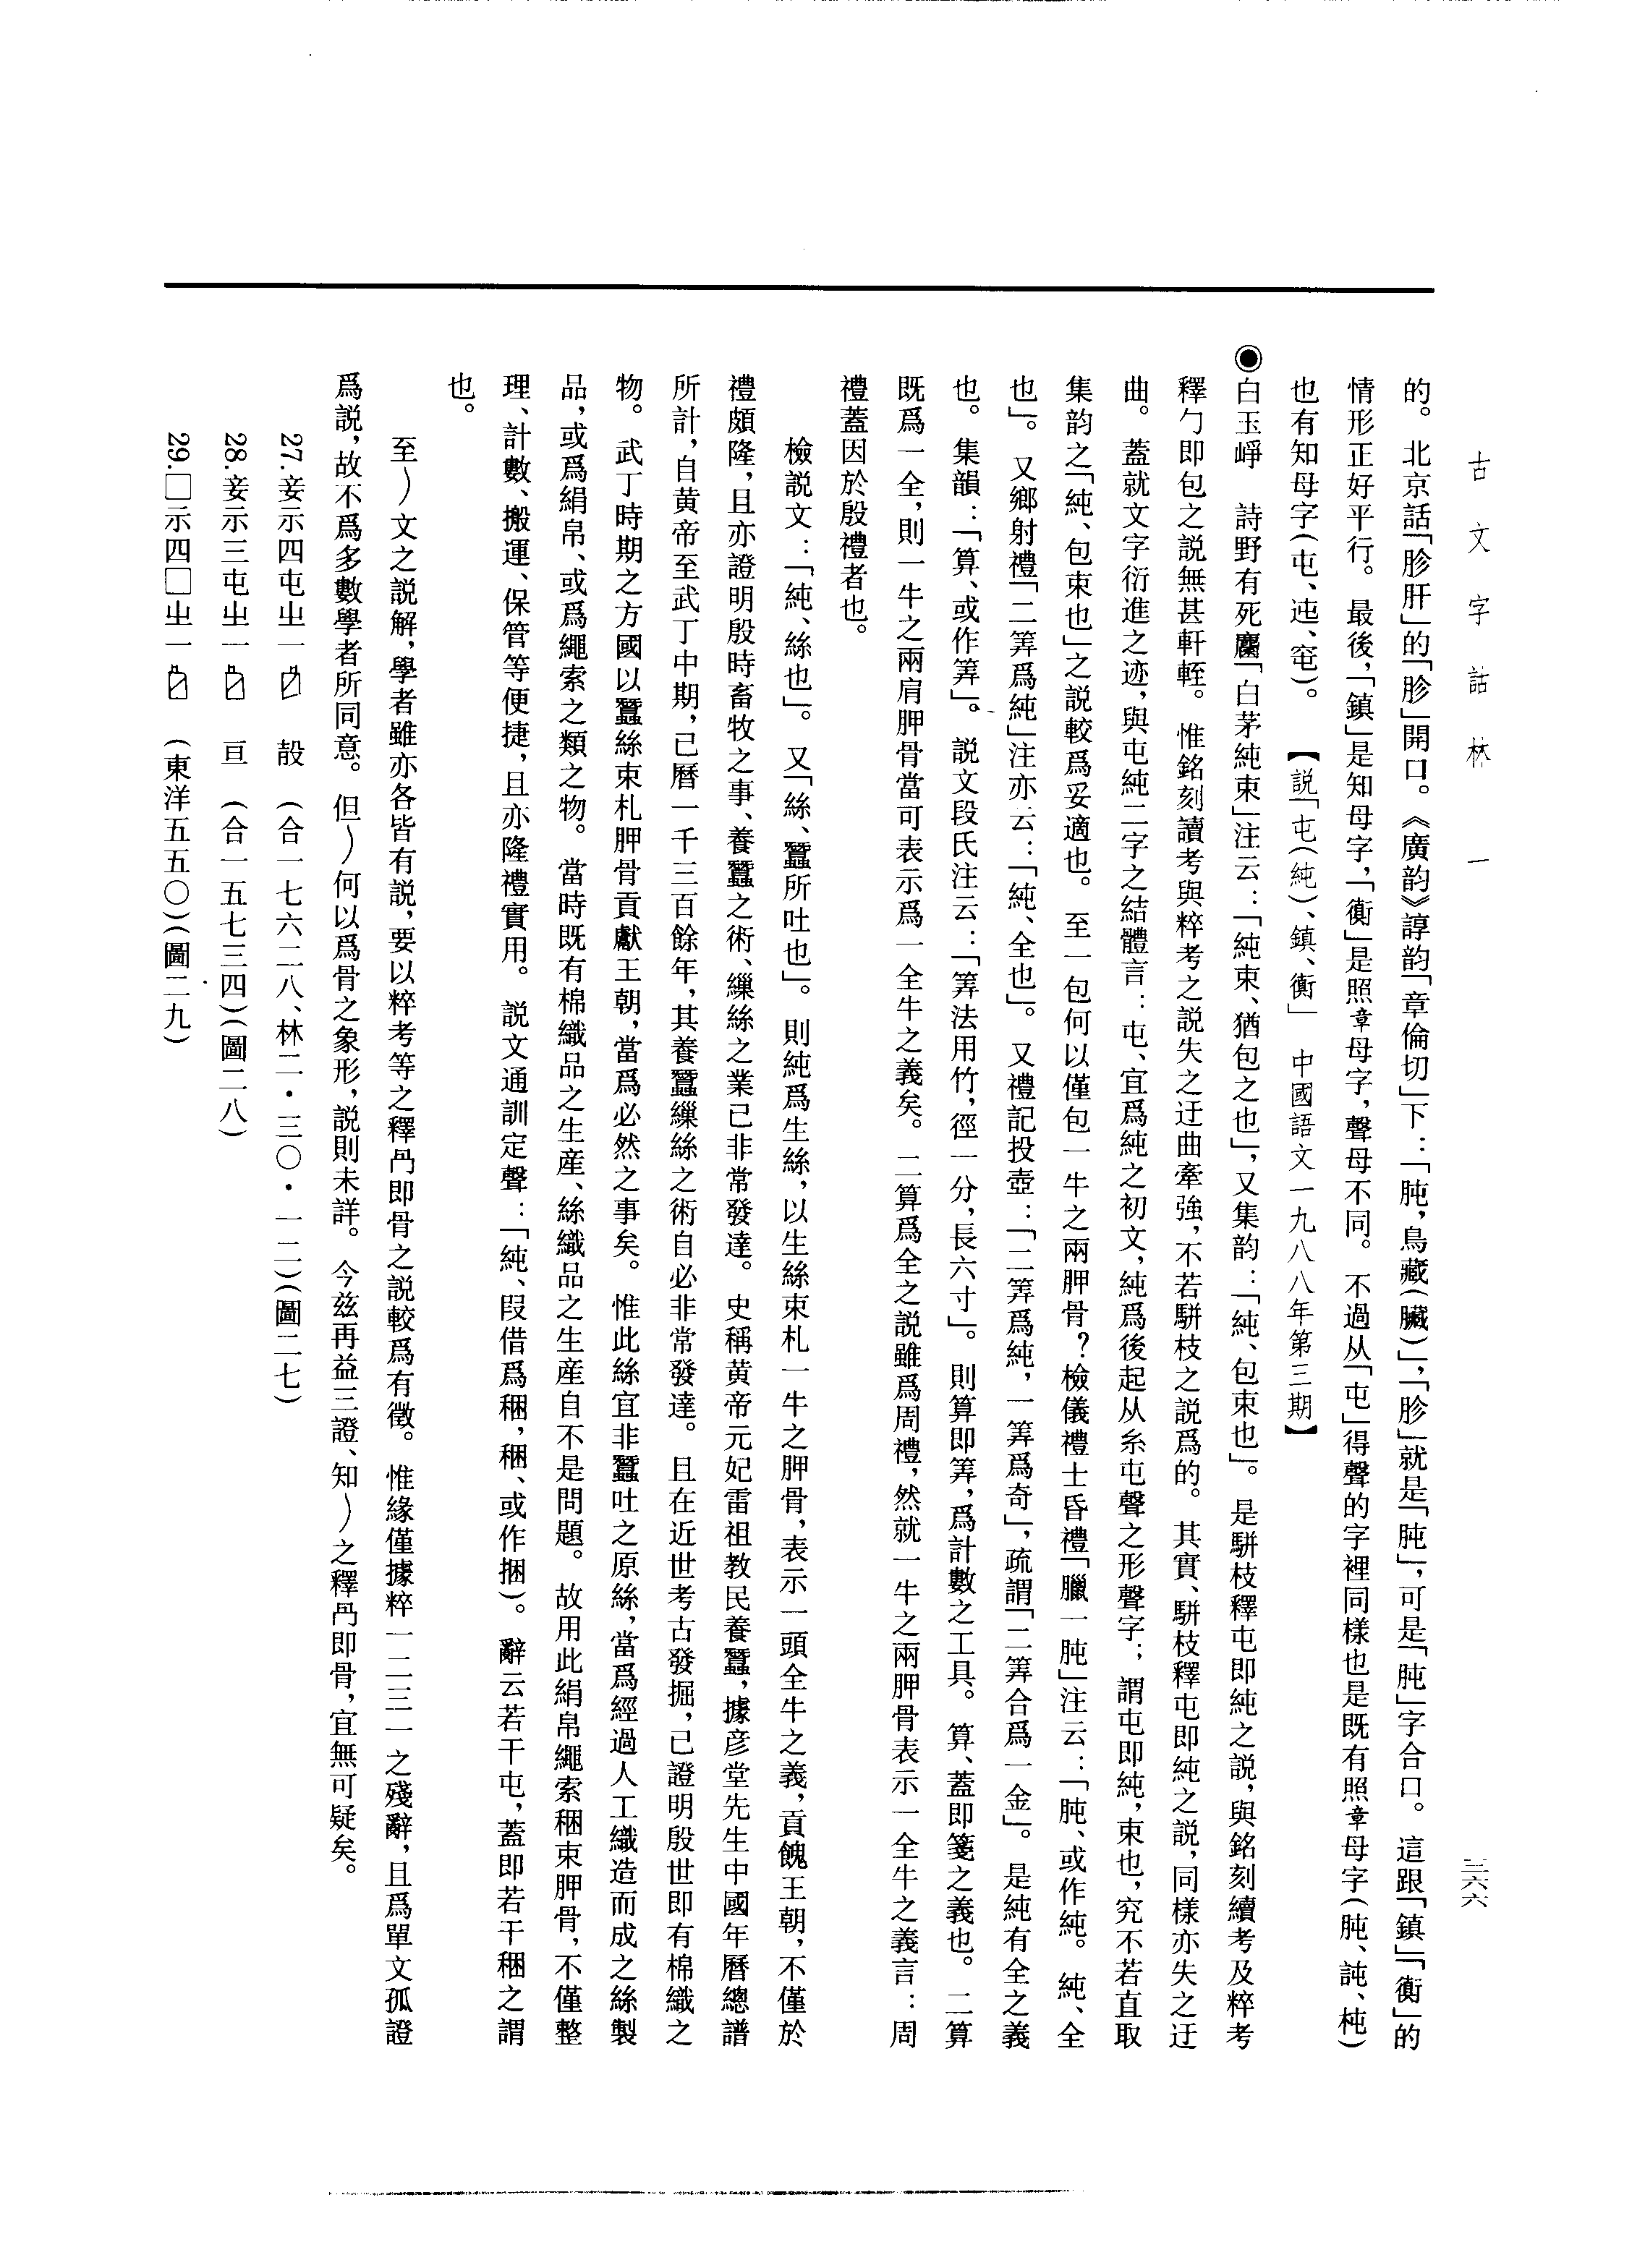 古文字詁林 一
三六六
的。北京話「胗肝」的「胗」開口。《廣韵》諄韵「章倫切」下：「肫，鳥藏（臟）」，「胗」就是「肫」，可是「肫」字合口。這跟「鎮」「衠」的
情形正好平行。最後，「鎮」是知母字，「衠」是照章母字，聲母不同。不過从「屯」得聲的字裡同樣也是既有照章母字（肫、訰、杶）
也有知母字（屯、迍、窀）。【説「屯（純）、鎮、衠」 中國語文一九八八年第三期】
◉白玉崢 詩野有死麕「白茅純束」注云：「純束、猶包之也」，又集韵：「純、包束也」。是駢枝釋屯即純之説，與銘刻續考及粹考
釋勹即包之説無甚軒輊。惟銘刻讀考與粹考之説失之迂曲牽強，不若駢枝之説爲的。其實、駢枝釋屯即純之説，同樣亦失之迂
曲。蓋就文字衍進之迹，與屯純二字之結體言：屯、宜爲純之初文，純爲後起从糸屯聲之形聲字；謂屯即純，束也，究不若直取
集韵之「純、包束也」之説較爲妥適也。至一包何以僅包一牛之兩胛骨？檢儀禮士昏禮「臘一肫」注云：「肫、或作純。純、全
也」。又鄉射禮「二筭爲純」注亦云：「純、全也」。又禮記投壺：「二筭爲純，一筭爲奇」，疏謂「二筭合爲一金」。是純有全之義
也。集韻：「算、或作筭」。説文段氏注云：「筭法用竹，徑一分，長六寸」。則算即筭，爲計數之工具。算、蓋即箋之義也。二算
既爲一全，則一牛之兩肩胛骨當可表示爲一全牛之義矣。二算爲全之説雖爲周禮，然就一牛之兩胛骨表示一全牛之義言：周
禮蓋因於殷禮者也。
檢説文：「純、絲也」。又「絲、蠶所吐也」。則純爲生絲，以生絲束札一牛之胛骨，表示一頭全牛之義，貢餽王朝，不僅於
禮頗隆，且亦證明殷時畜牧之事、養蠶之術、繅絲之業已非常發達。史稱黄帝元妃雷祖教民養蠶，據彦堂先生中國年曆總譜
所計，自黄帝至武丁中期，已曆一千三百餘年，其養蠶繅絲之術自必非常發達。且在近世考古發掘，已證明殷世即有棉織之
物。武丁時期之方國以蠶絲束札胛骨貢獻王朝，當爲必然之事矣。惟此絲宜非蠶吐之原絲，當爲經過人工織造而成之絲製
品，或爲絹帛、或爲繩索之類之物。當時既有棉織品之生産、絲織品之生産自不是問題。故用此絹帛繩索稇束胛骨，不僅整
理、計數、搬運、保管等便捷，且亦隆禮實用。説文通訓定聲：「純、叚借爲稇，稇、或作捆）。辭云若干屯，蓋即若干稇之謂
也。
至〵文之説解，學者雖亦各皆有説，要以粹考等之釋冎即骨之説較爲有徵。惟緣僅據粹一二三一之殘辭，且爲單文孤證
爲説，故不爲多數學者所同意。但〵何以爲骨之象形，説則未詳。今兹再益三證、知〵之釋冎即骨，宜無可疑矣。
27.妾示四屯㞢一 㱿 （合一七六二八、林二·三〇·一二）（圖二七）
28.妾示三屯㞢一 亘 （合一五七三四）（圖二八）
29.□示四□㞢一 （東洋五五〇）（圖二九）